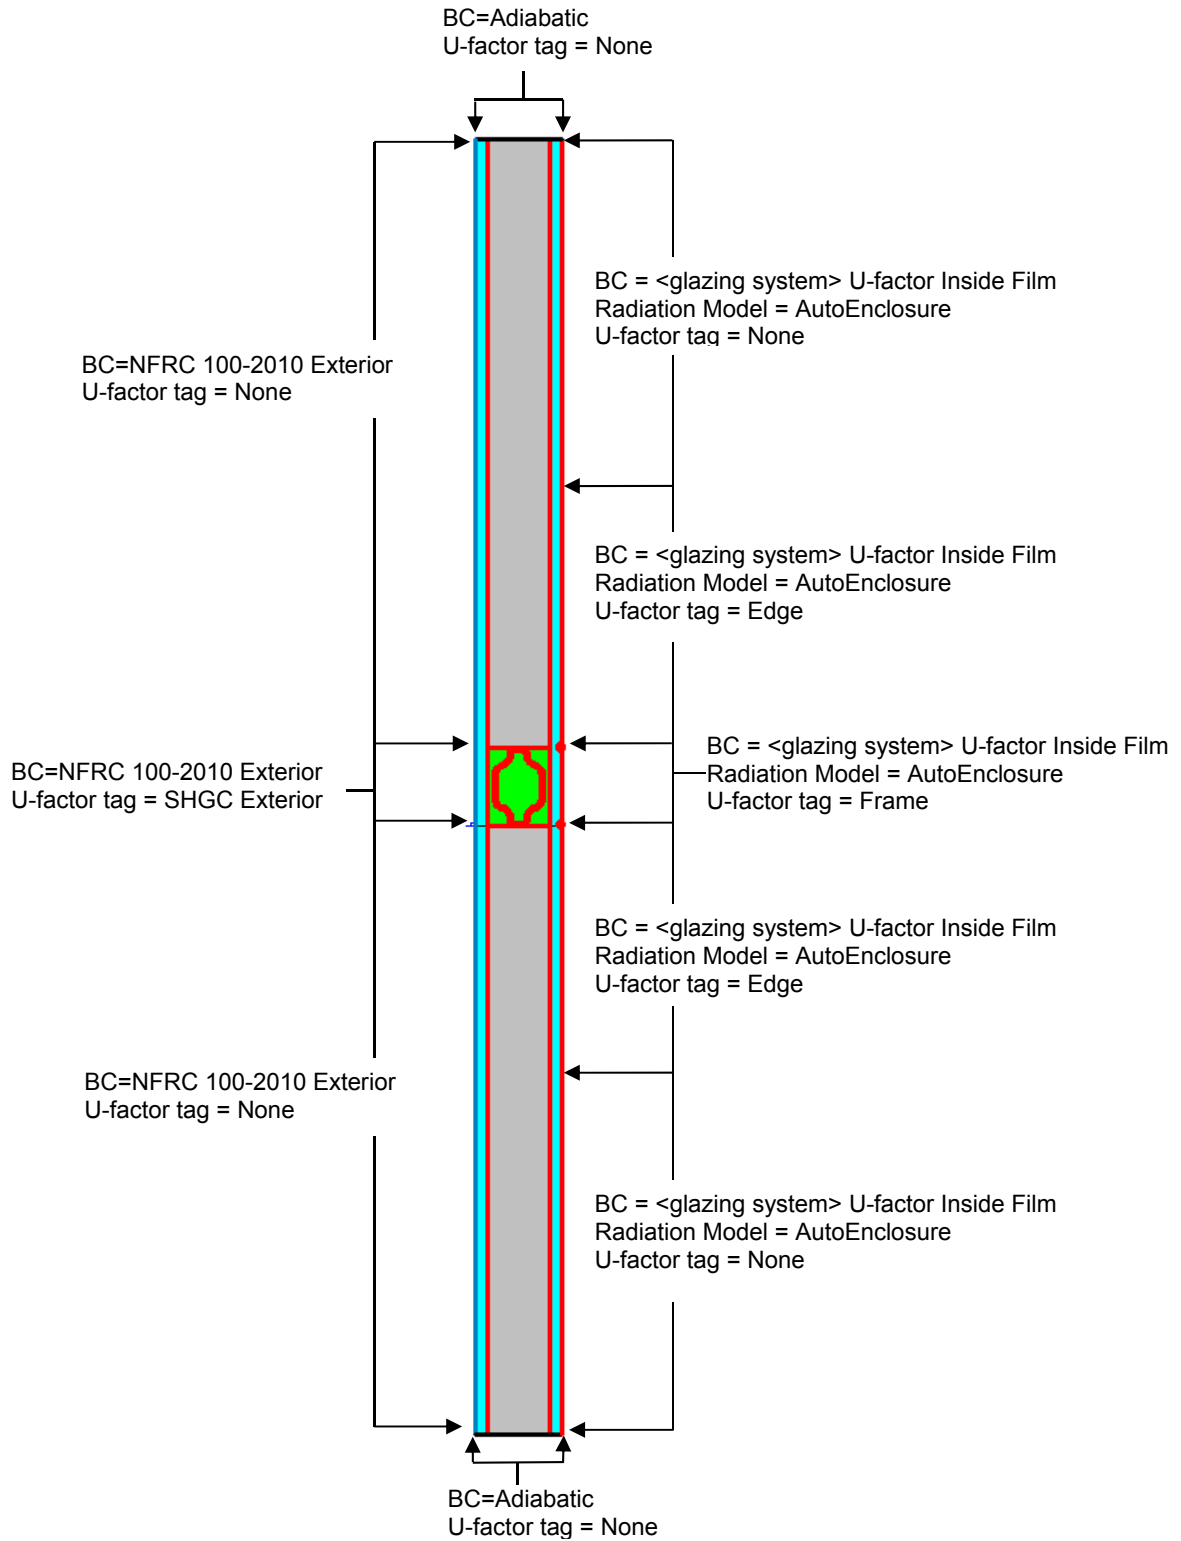 BC=Adiabatic
U-factor tag = None
BC = <glazing system> U-factor Inside Film
Radiation Model = AutoEnclosure
U-factor tag = None
BC=NFRC 100-2010 Exterior
U-factor tag = None
BC = <glazing system> U-factor Inside Film
Radiation Model = AutoEnclosure
U-factor tag = Edge
BC = <glazing system> U-factor Inside Film
Radiation Model = AutoEnclosure
U-factor tag = Frame
BC=NFRC 100-2010 Exterior
U-factor tag = SHGC Exterior
BC = <glazing system> U-factor Inside Film
Radiation Model = AutoEnclosure
U-factor tag = Edge
BC=NFRC 100-2010 Exterior
U-factor tag = None
BC = <glazing system> U-factor Inside Film
Radiation Model = AutoEnclosure
U-factor tag = None
BC=Adiabatic
U-factor tag = None